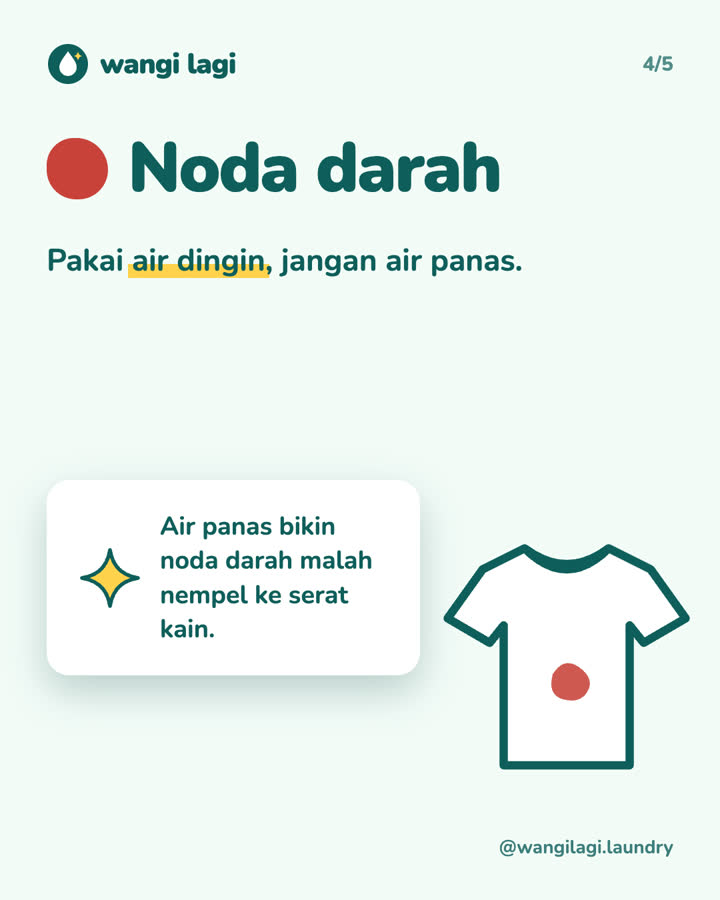 wangi lagi
4/5
Noda darah
Pakai air dingin, jangan air panas.
Air panas bikin
noda darah malah
nempel ke serat
kain.
@wangilagi.laundry